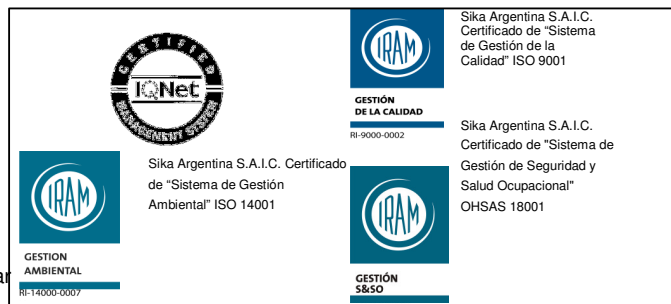 CERTIFIED
IQNet
MANAGEMENT SYSTEM
IRAM
GESTIÓN
DE LA CALIDAD
RI-9000-0002
Sika Argentina S.A.I.C.
Certificado de “Sistema
de Gestión de la
Calidad” ISO 9001
IRAM
GESTION
AMBIENTAL
RI-14000-0007
Sika Argentina S.A.I.C. Certificado
de “Sistema de Gestión
Ambiental” ISO 14001
IRAM
GESTIÓN
S&SO
Sika Argentina S.A.I.C.
Certificado de "Sistema de
Gestión de Seguridad y
Salud Ocupacional"
OHSAS 18001
ar